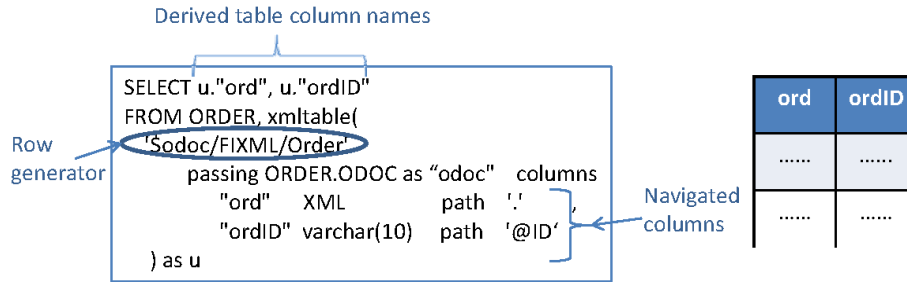 Derived table column names
SELECT u."ord", u."ordID"
FROM ORDER, xmltable(
'$odoc/FIXML/Order'
passing ORDER.ODOC as “odoc" columns
"ord" XML path '.' ,
"ordID" varchar(10) path '@ID‘
) as u
Row
generator
Navigated
columns
ord ordID
...... ......
...... ......